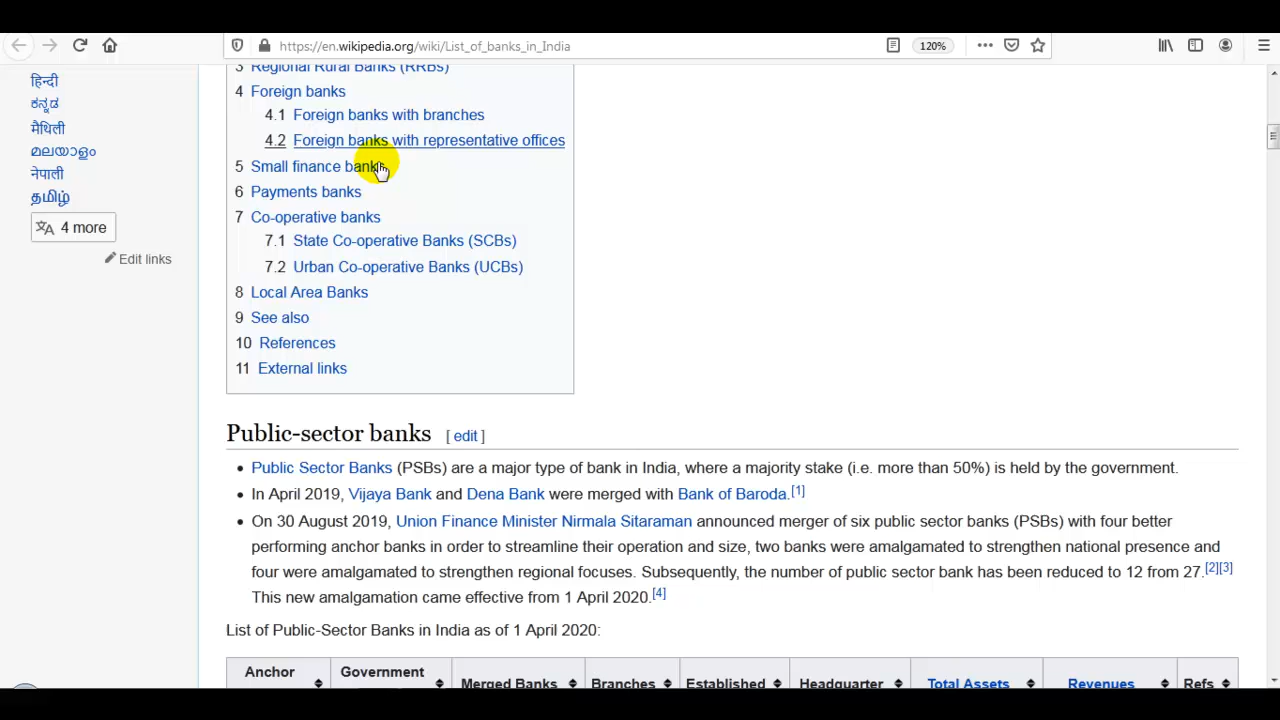 https://en.wikipedia.org/wiki/List_of_banks_in_India
120%
हिन्दी
ಕನ್ನಡ
मैथिली
മലയാളം
नेपाली
தமிழ்
4 more
Edit links
3 Regional Rural Banks (RRBs)
4 Foreign banks
4.1 Foreign banks with branches
4.2 Foreign banks with representative offices
5 Small finance banks
6 Payments banks
7 Co-operative banks
7.1 State Co-operative Banks (SCBs)
7.2 Urban Co-operative Banks (UCBs)
8 Local Area Banks
9 See also
10 References
11 External links
Public-sector banks [ edit ]
• Public Sector Banks (PSBs) are a major type of bank in India, where a majority stake (i.e. more than 50%) is held by the government.
• In April 2019, Vijaya Bank and Dena Bank were merged with Bank of Baroda.[1]
• On 30 August 2019, Union Finance Minister Nirmala Sitaraman announced merger of six public sector banks (PSBs) with four better
performing anchor banks in order to streamline their operation and size, two banks were amalgamated to strengthen national presence and
four were amalgamated to strengthen regional focuses. Subsequently, the number of public sector bank has been reduced to 12 from 27.[2][3]
This new amalgamation came effective from 1 April 2020.[4]
List of Public-Sector Banks in India as of 1 April 2020:
Anchor Government Merged Banks Branches Established Headquarter Total Assets Revenues Refs